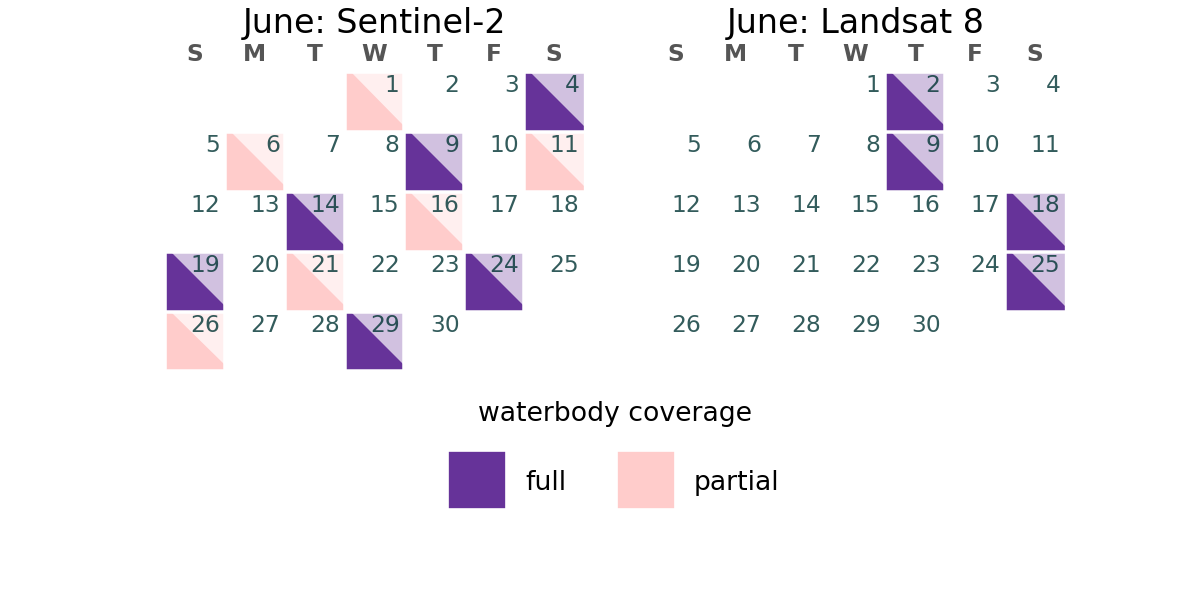 June: Sentinel-2
S M T W T F S
1 2 3 4
5 6 7 8 9 10 11
12 13 14 15 16 17 18
19 20 21 22 23 24 25
26 27 28 29 30
June: Landsat 8
S M T W T F S
1 2 3 4
5 6 7 8 9 10 11
12 13 14 15 16 17 18
19 20 21 22 23 24 25
26 27 28 29 30
waterbody coverage
full
partial